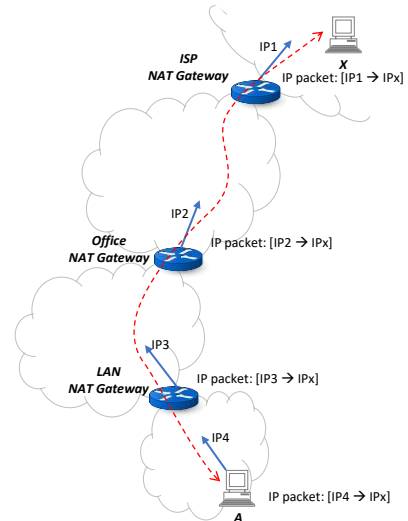 IP1
X
ISP
NAT Gateway
IP packet: [IP1 → IPx]
IP2
Office
NAT Gateway
IP packet: [IP2 → IPx]
IP3
LAN
NAT Gateway
IP packet: [IP3 → IPx]
IP4
IP packet: [IP4 → IPx]
A